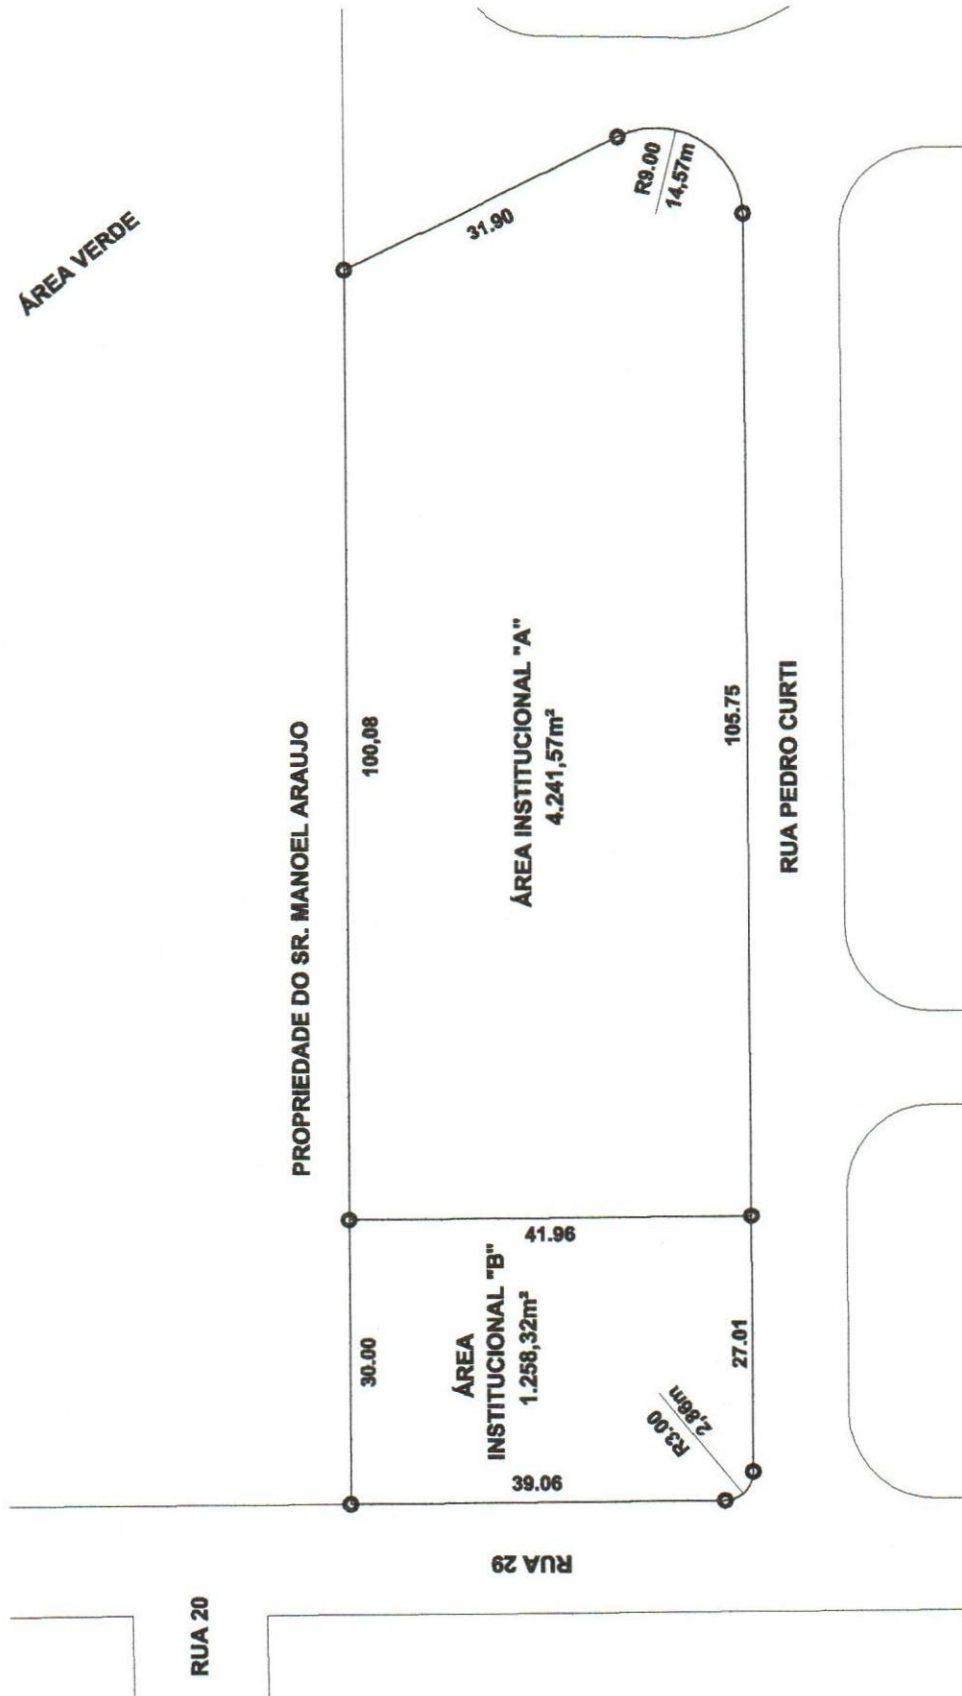 ÁREA VERDE
PROPRIEDADE DO SR. MANOEL ARAUJO
31.90
R9.00
14,57m
100,08
ÁREA INSTITUCIONAL "A"
4.241,57m²
105.75
RUA PEDRO CURTI
41.96
30.00
ÁREA
INSTITUCIONAL "B"
1.258,32m²
27.01
R3.00
2,86m
39.06
RUA 29
RUA 20